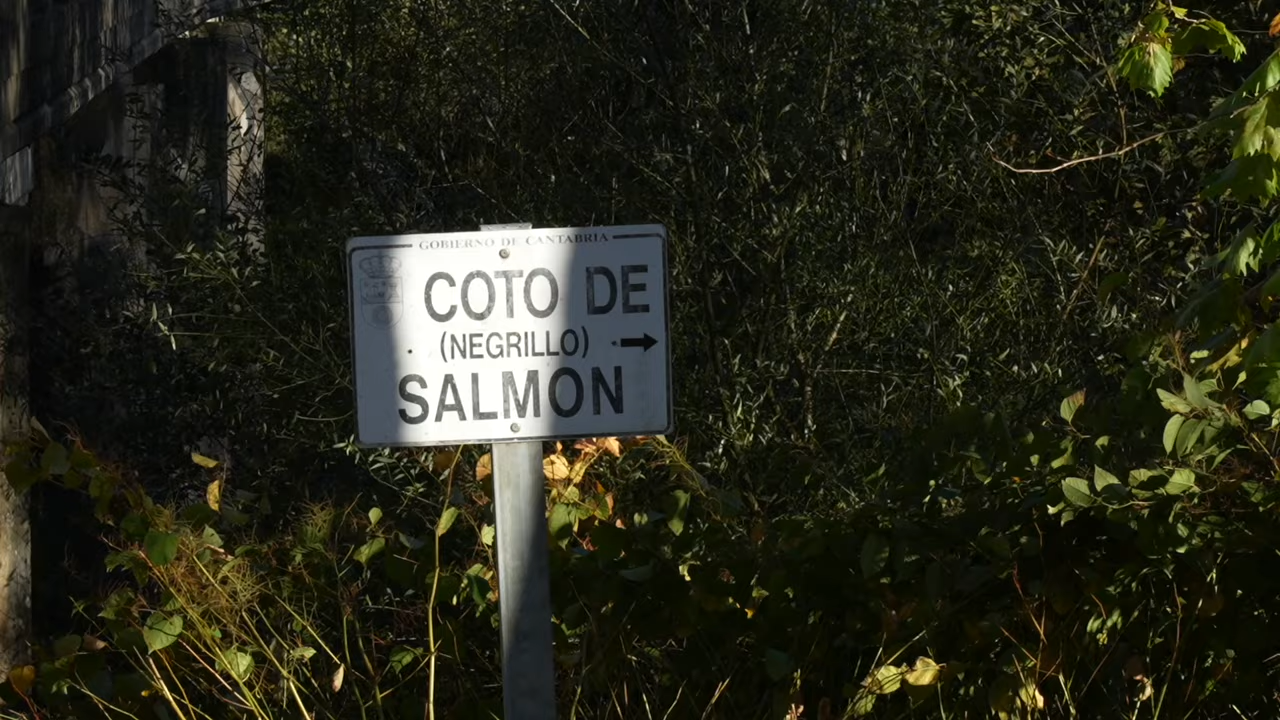 GOBIERNO DE CANTABRIA
COTO DE
(NEGRILLO)
SALMON